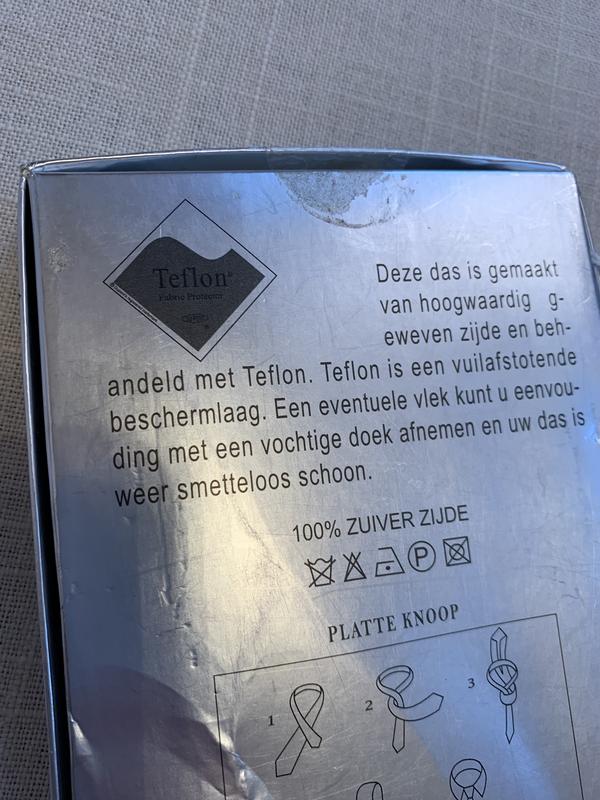 Teflon®
Fabric Protector
Deze das is gemaakt
van hoogwaardig g-
eweven zijde en beh-
andeld met Teflon. Teflon is een vuilafstotende
beschermlaag. Een eventuele vlek kunt u eenvou-
ding met een vochtige doek afnemen en uw das is
weer smetteloos schoon.
100% ZUIVER ZIJDE
P
PLATTE KNOOP
1 2 3